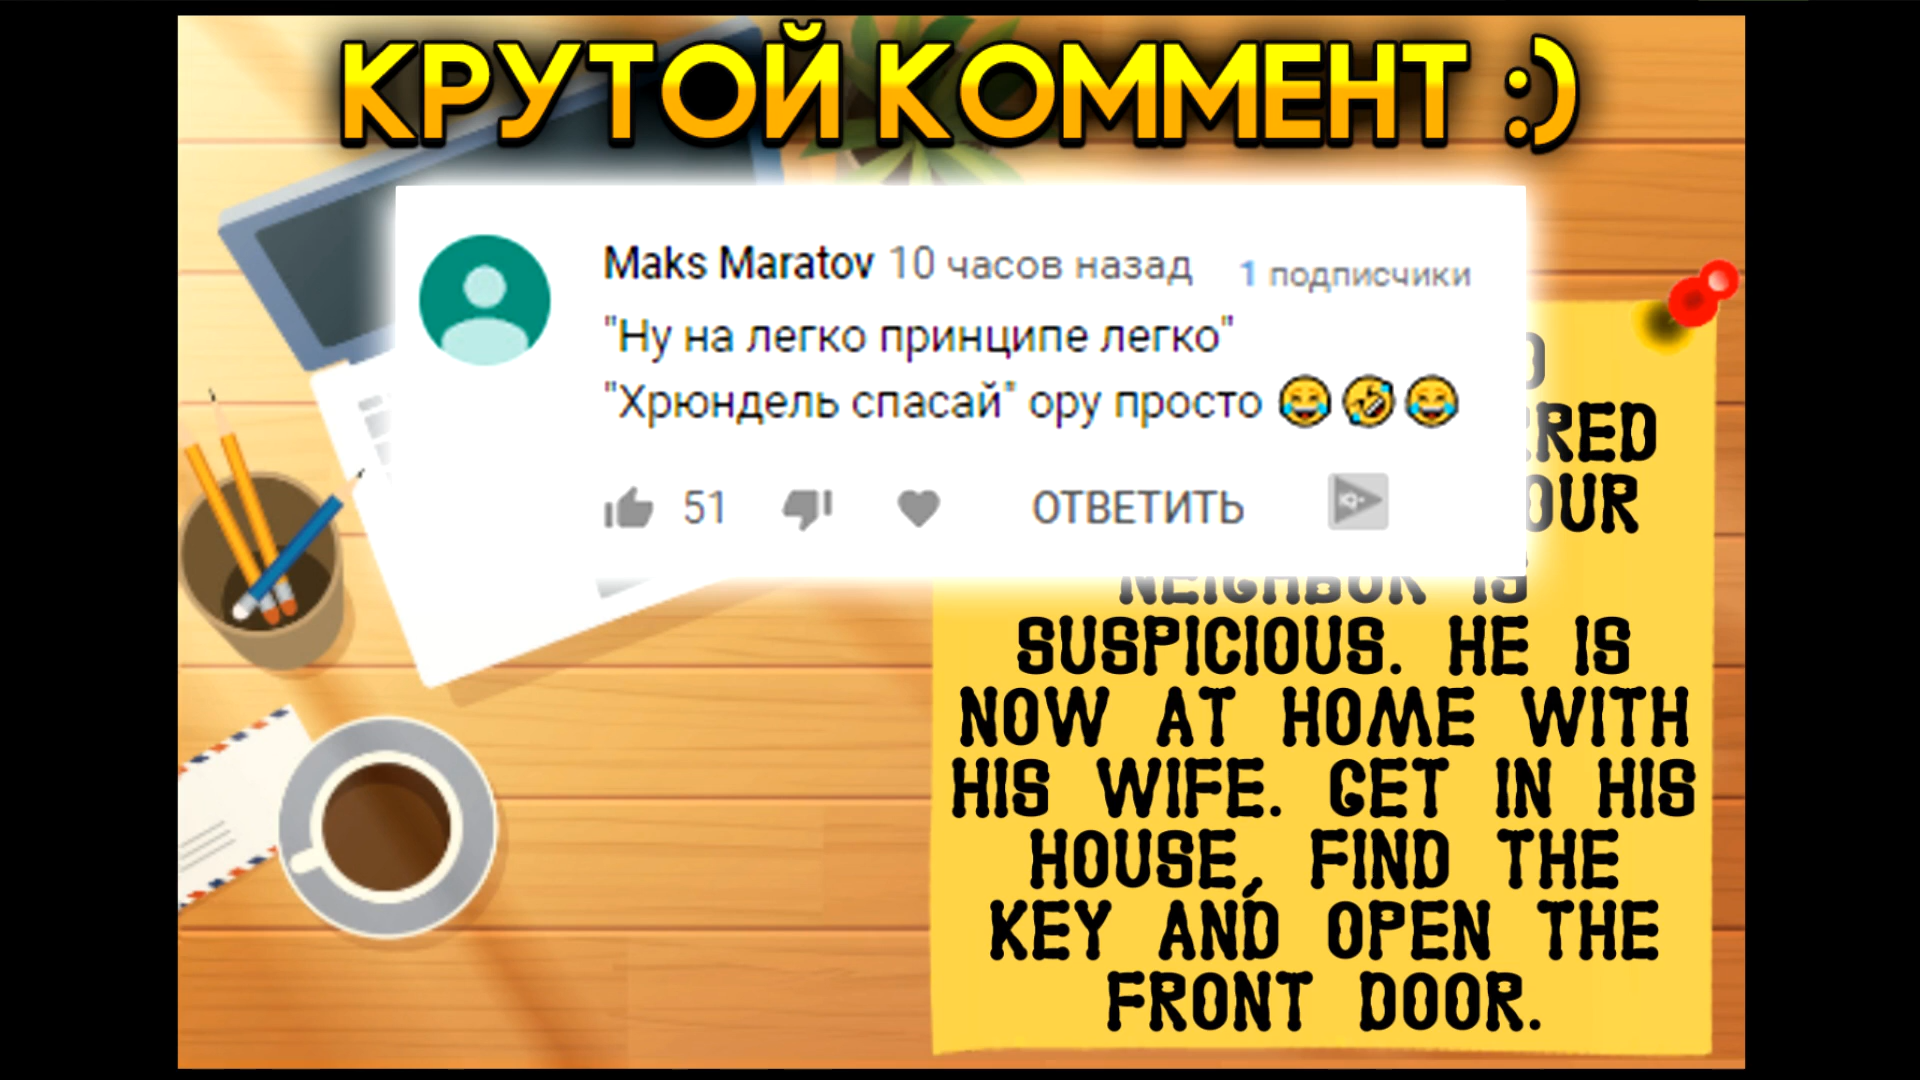 КРУТОЙ КОММЕНТ :)
Maks Maratov 10 часов назад 1 подписчики
"Ну на легко принципе легко"
"Хрюндель спасай" ору просто 😂🤣😂
51 ОТВЕТИТЬ
NEIGHBOR IS
SUSPICIOUS. HE IS
NOW AT HOME WITH
HIS WIFE. GET IN HIS
HOUSE, FIND THE
KEY AND OPEN THE
FRONT DOOR.